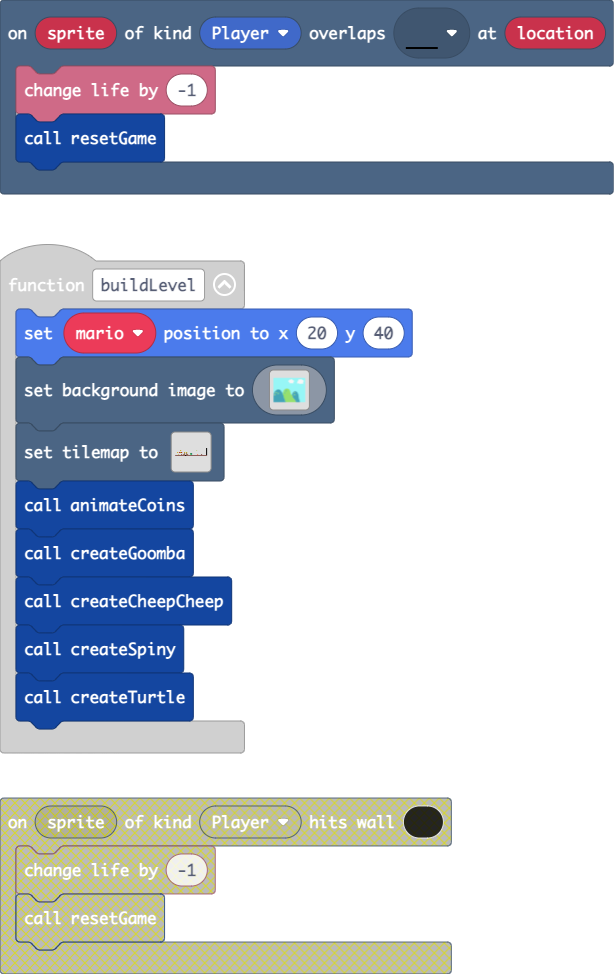 on sprite of kind Player overlaps at location
change life by -1
call resetGame
function buildLevel
set mario position to x 20 y 40
set background image to
set tilemap to
call animateCoins
call createGoomba
call createCheepCheep
call createSpiny
call createTurtle
on sprite of kind Player hits wall
change life by -1
call resetGame